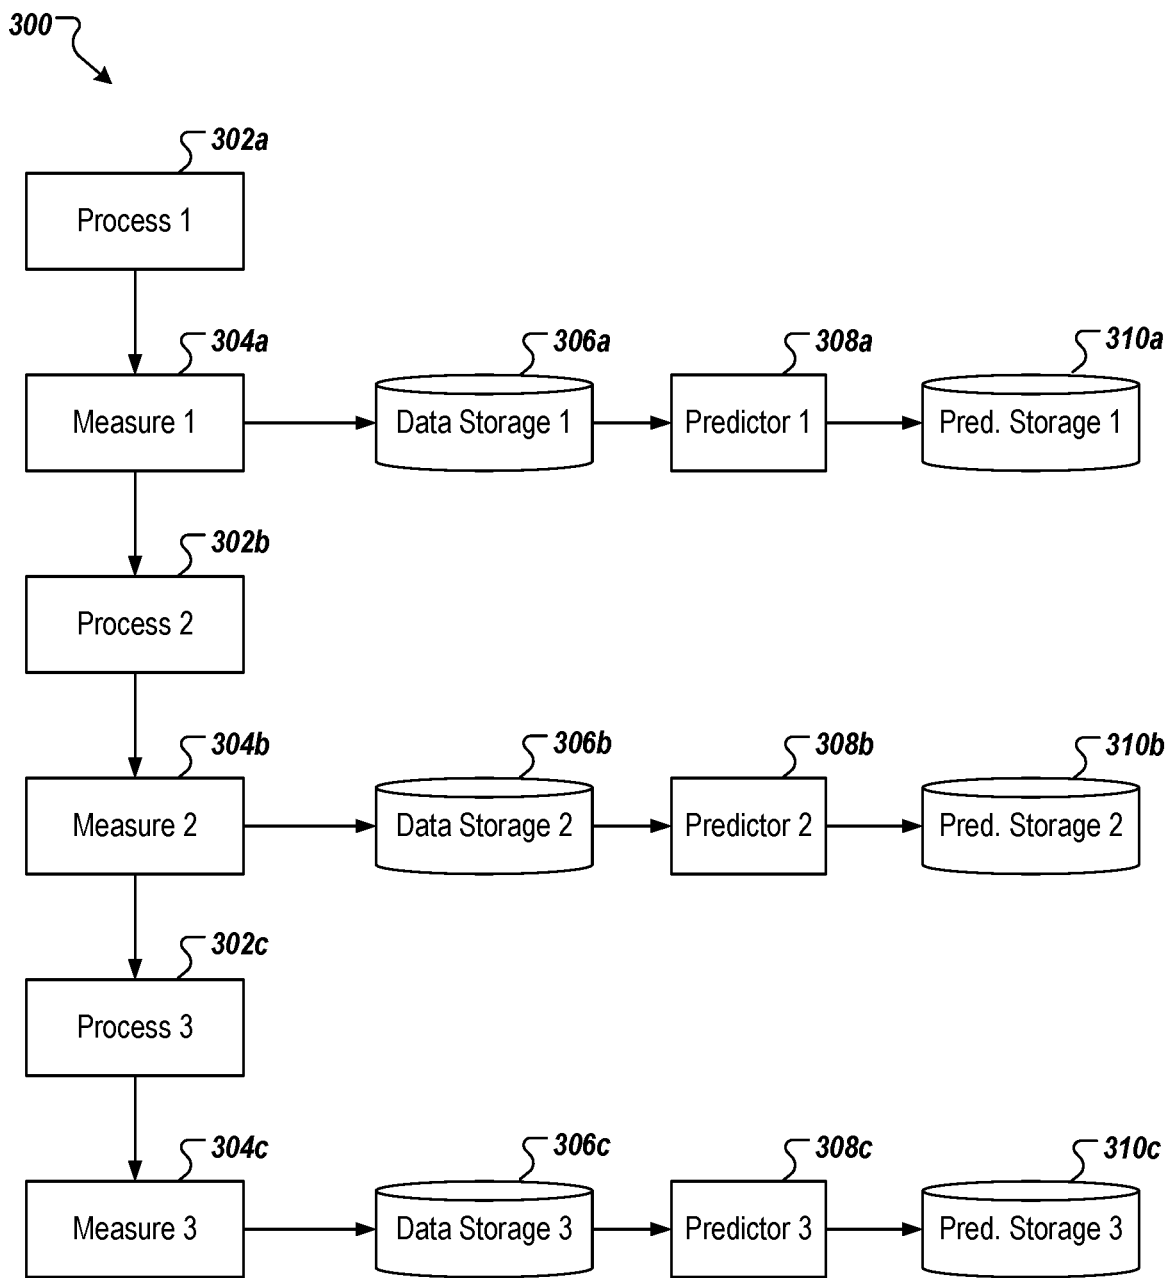 300
302a
Process 1
304a 306a 308a 310a
Measure 1 Data Storage 1 Predictor 1 Pred. Storage 1
302b
Process 2
304b 306b 308b 310b
Measure 2 Data Storage 2 Predictor 2 Pred. Storage 2
302c
Process 3
304c 306c 308c 310c
Measure 3 Data Storage 3 Predictor 3 Pred. Storage 3